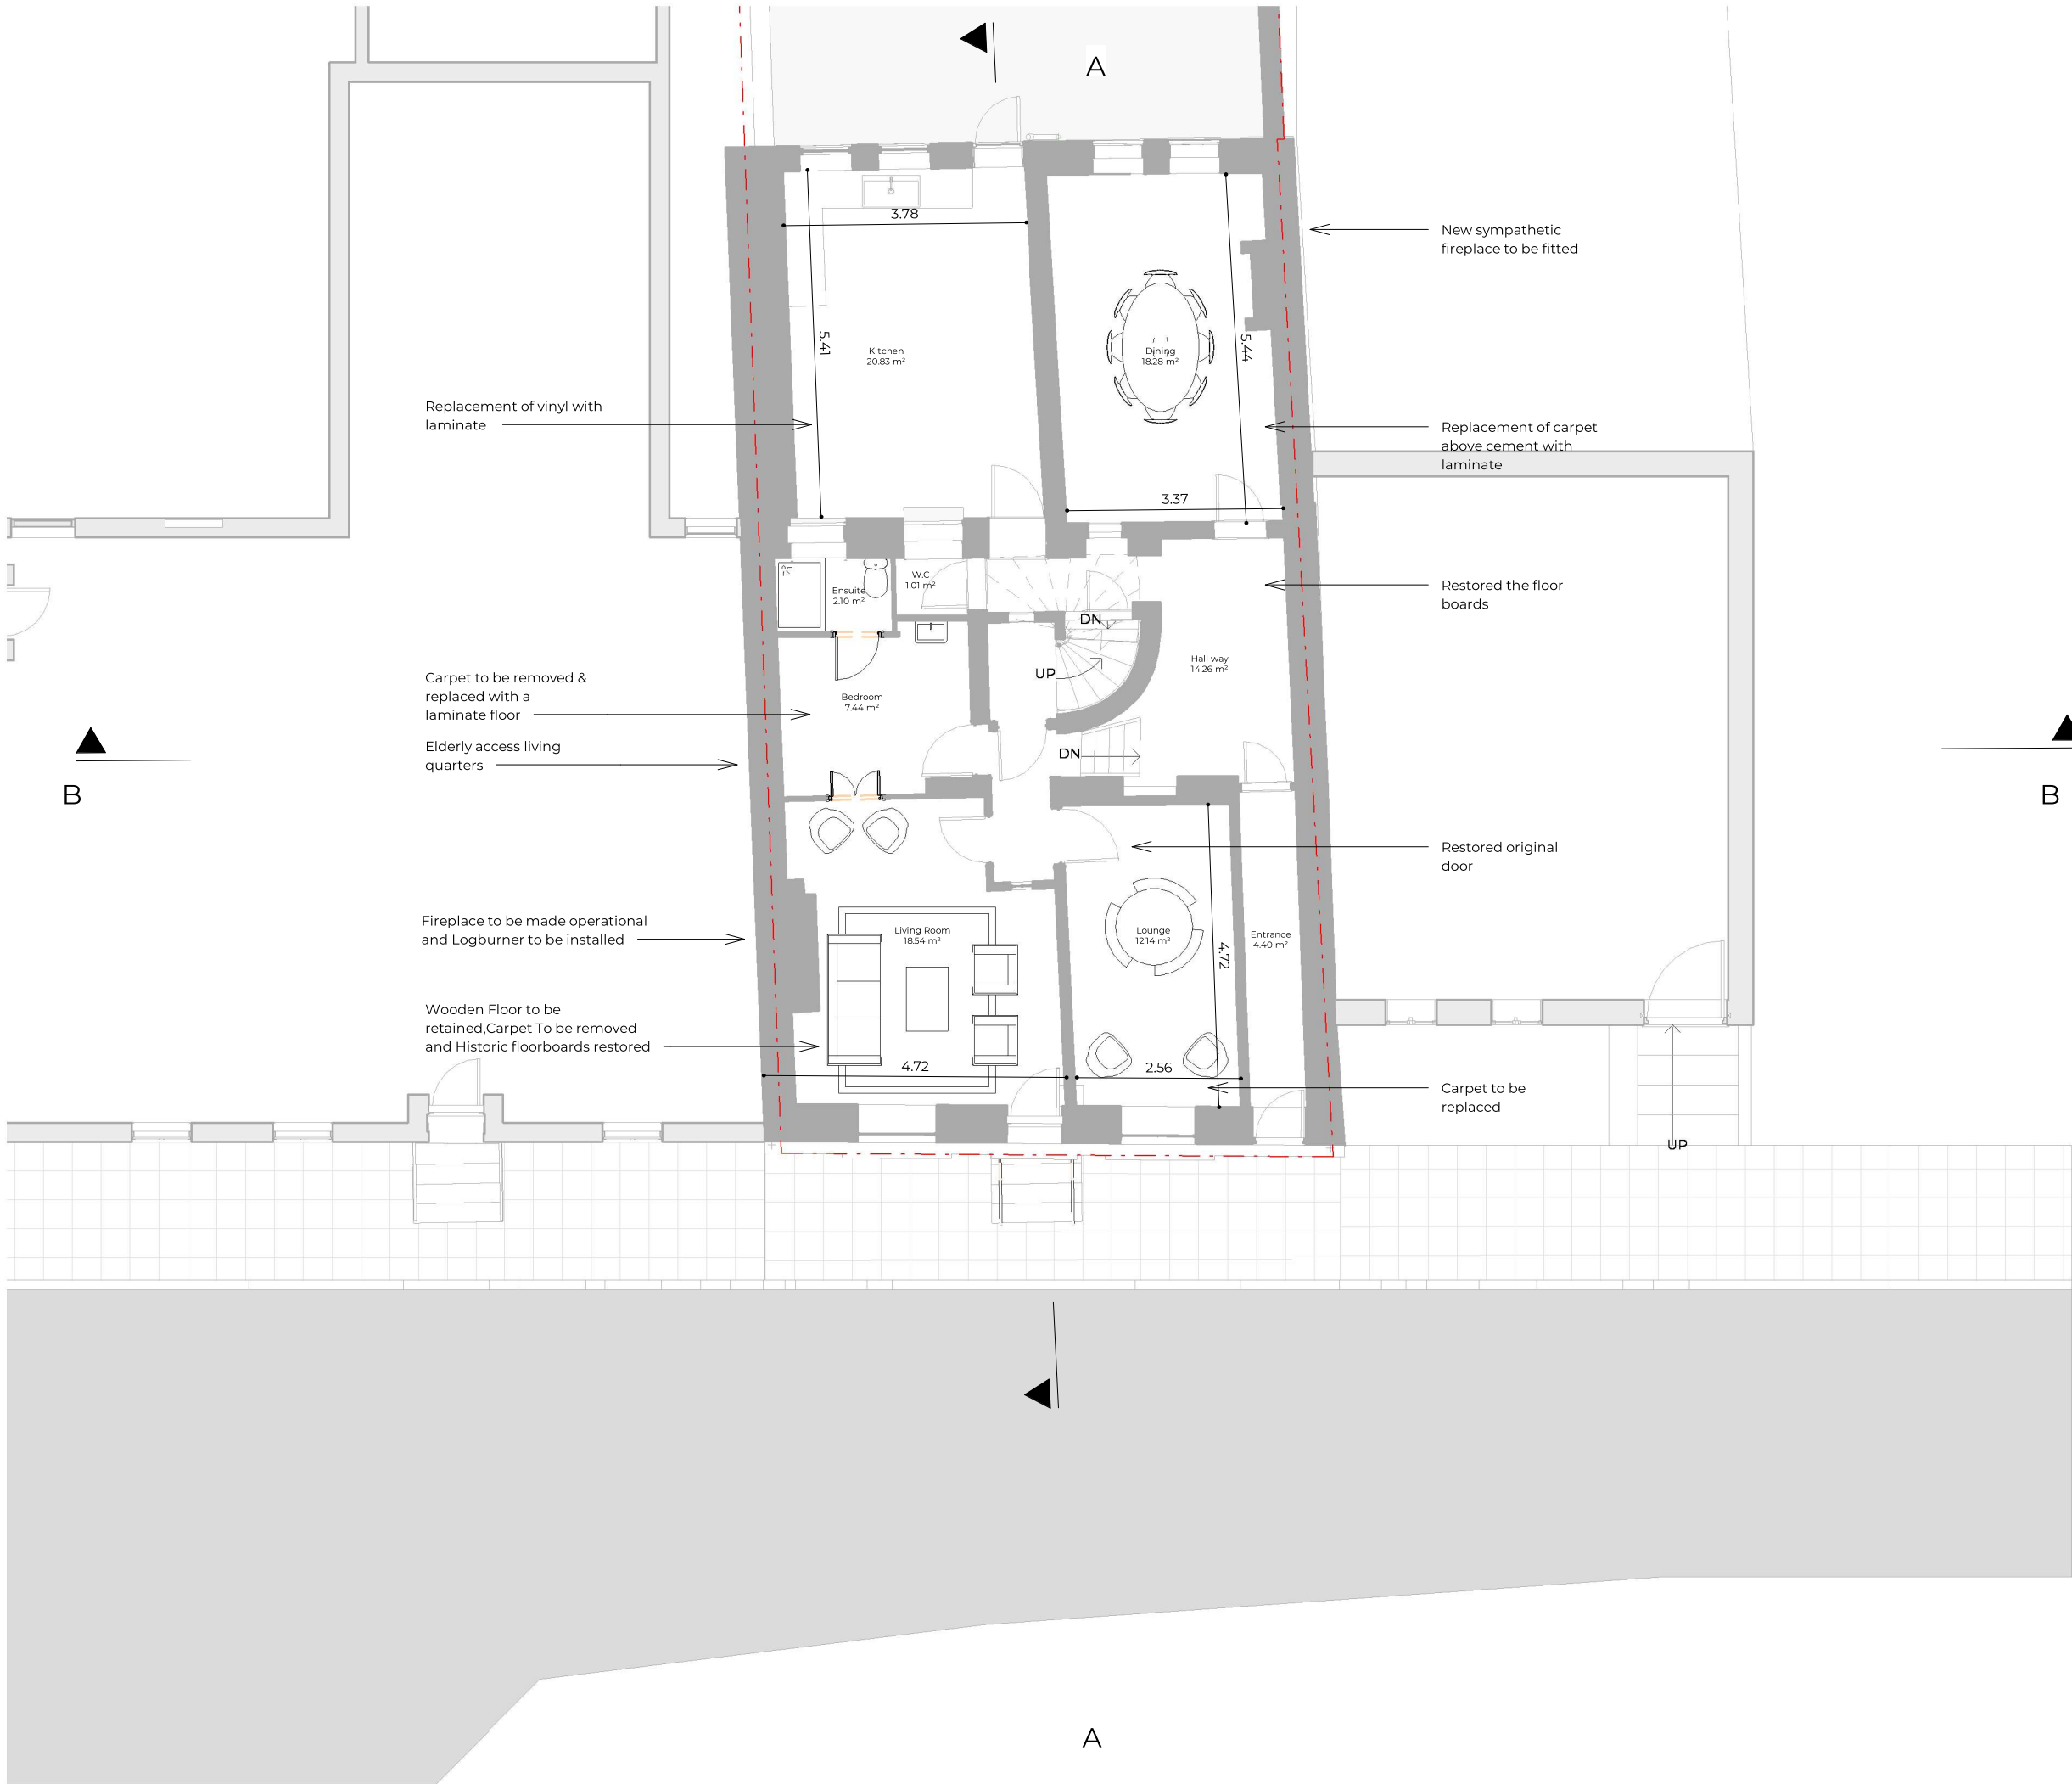 A
3.78
New sympathetic
fireplace to be fitted
5.41
Kitchen
20.83 m²
Dining
18.28 m²
5.44
Replacement of vinyl with
laminate
Replacement of carpet
above cement with
laminate
3.37
W.C
1.01 m²
Ensuite
2.10 m²
Restored the floor
boards
DN
UP
Hall way
14.26 m²
Carpet to be removed &
replaced with a
laminate floor
Bedroom
7.44 m²
Elderly access living
quarters
DN
B
B
Restored original
door
Fireplace to be made operational
and Logburner to be installed
Living Room
18.54 m²
Lounge
12.14 m²
4.72
Entrance
4.40 m²
Wooden Floor to be
retained,Carpet To be removed
and Historic floorboards restored
4.72
2.56
Carpet to be
replaced
UP
A